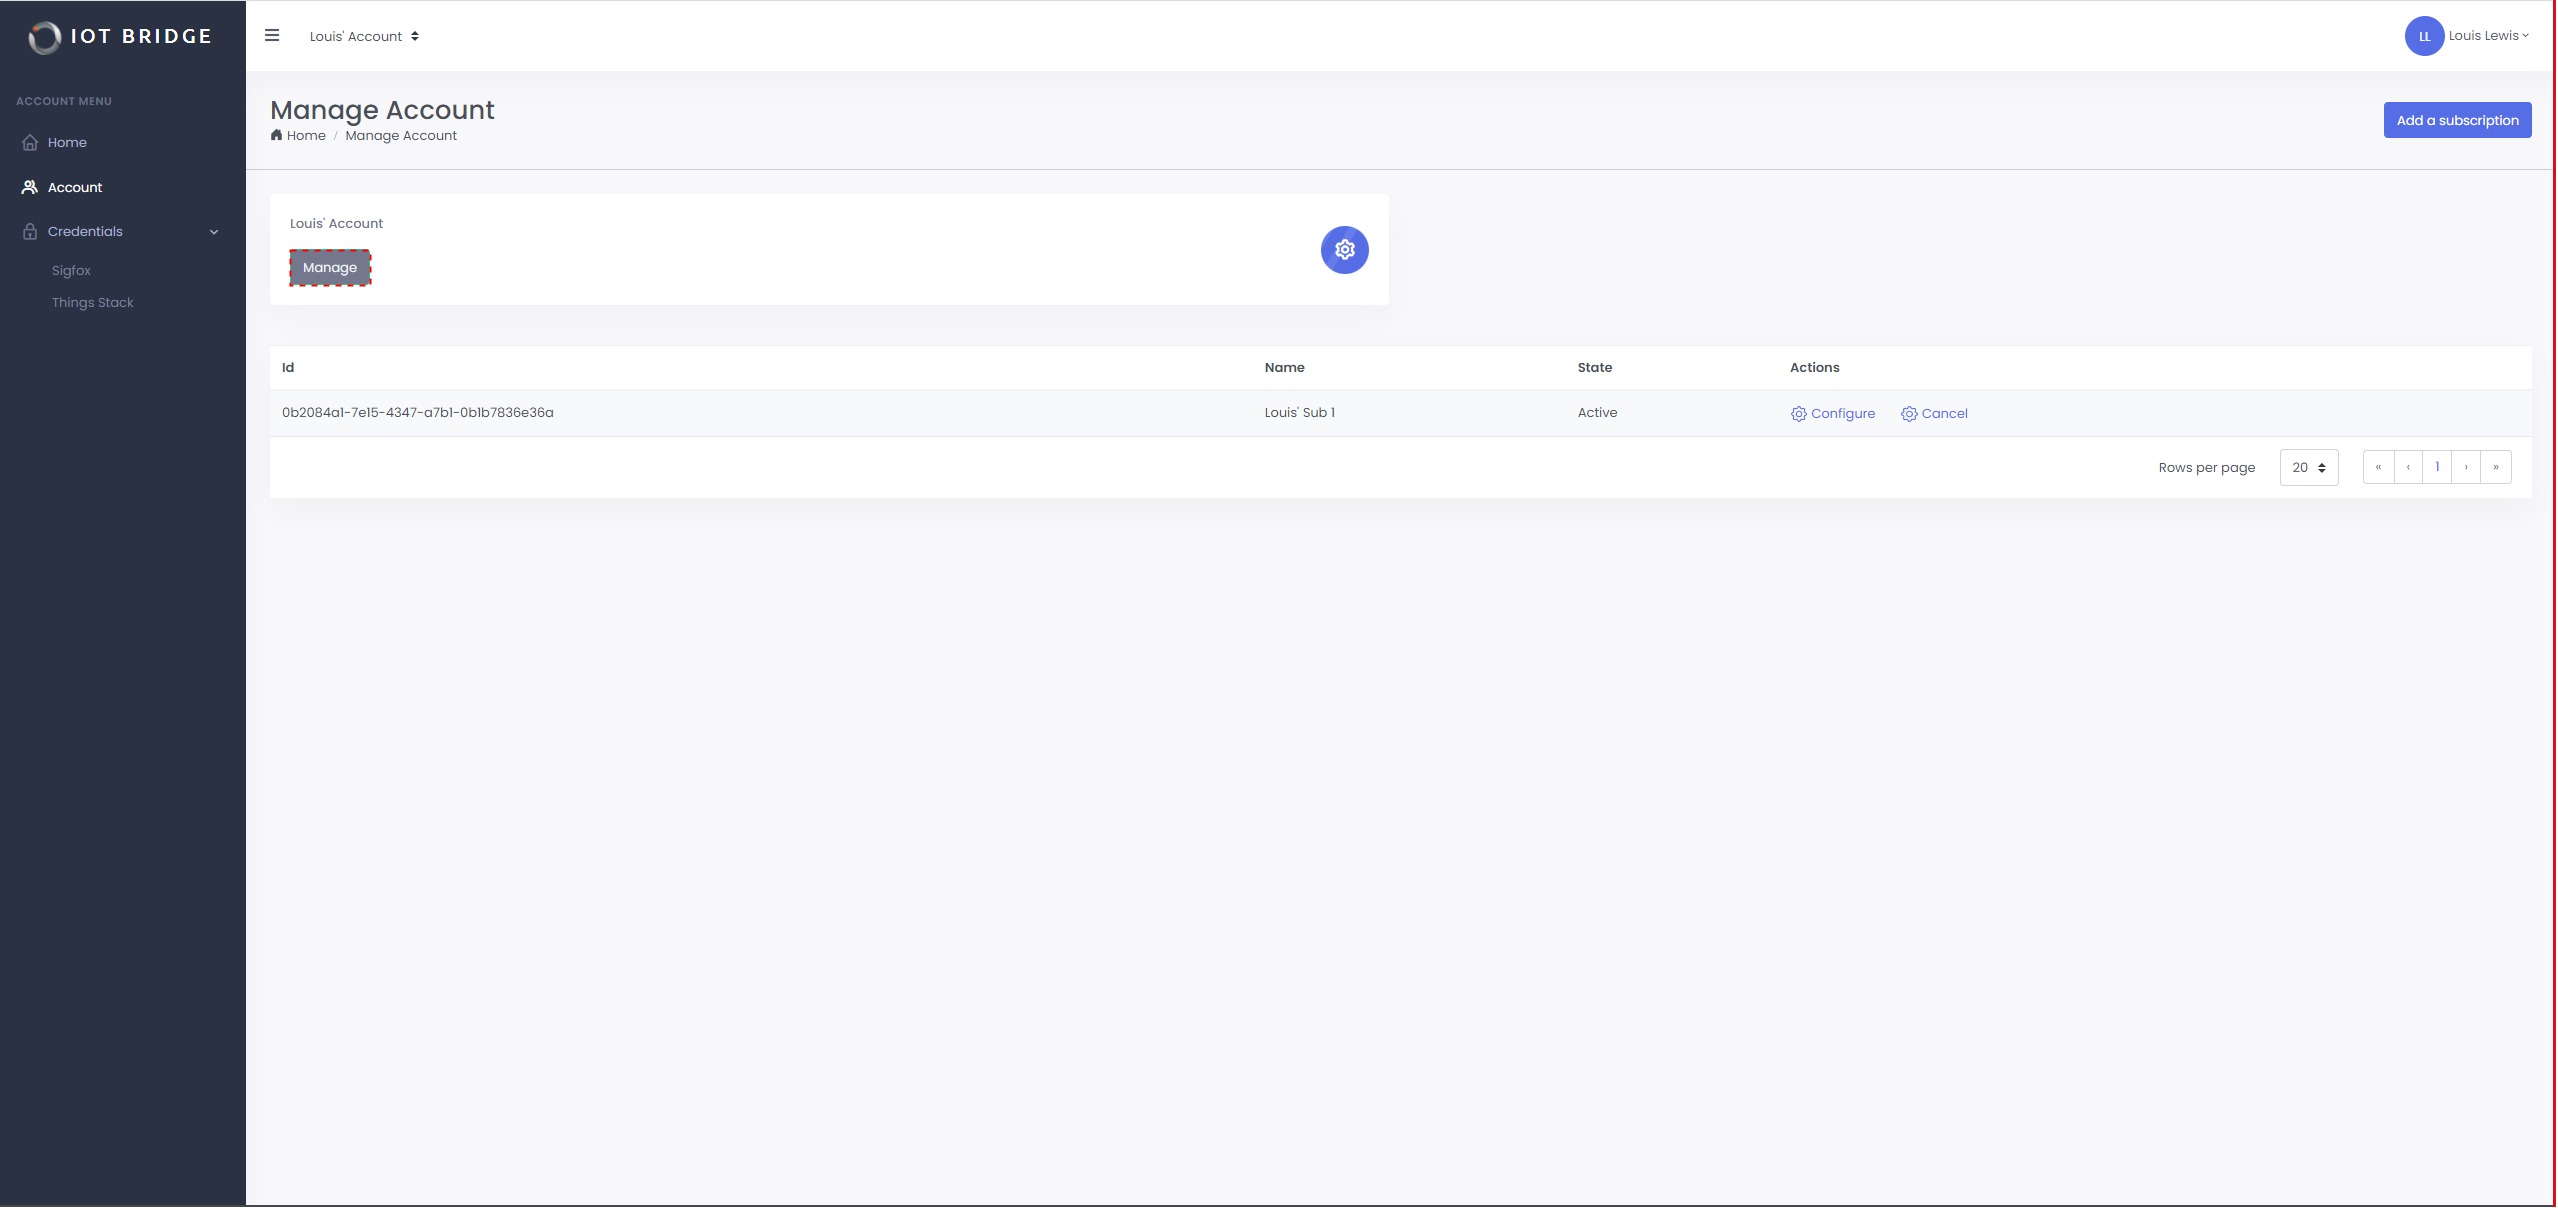 IOT BRIDGE
Louis' Account
LL Louis Lewis
ACCOUNT MENU
Home
Account
Credentials
Sigfox
Things Stack
Manage Account
Home / Manage Account
Add a subscription
Louis' Account
Manage
Id Name State Actions
0b2084a1-7e15-4347-a7b1-0b1b7836e36a Louis' Sub 1 Active Configure Cancel
Rows per page 20 « ‹ 1 › »